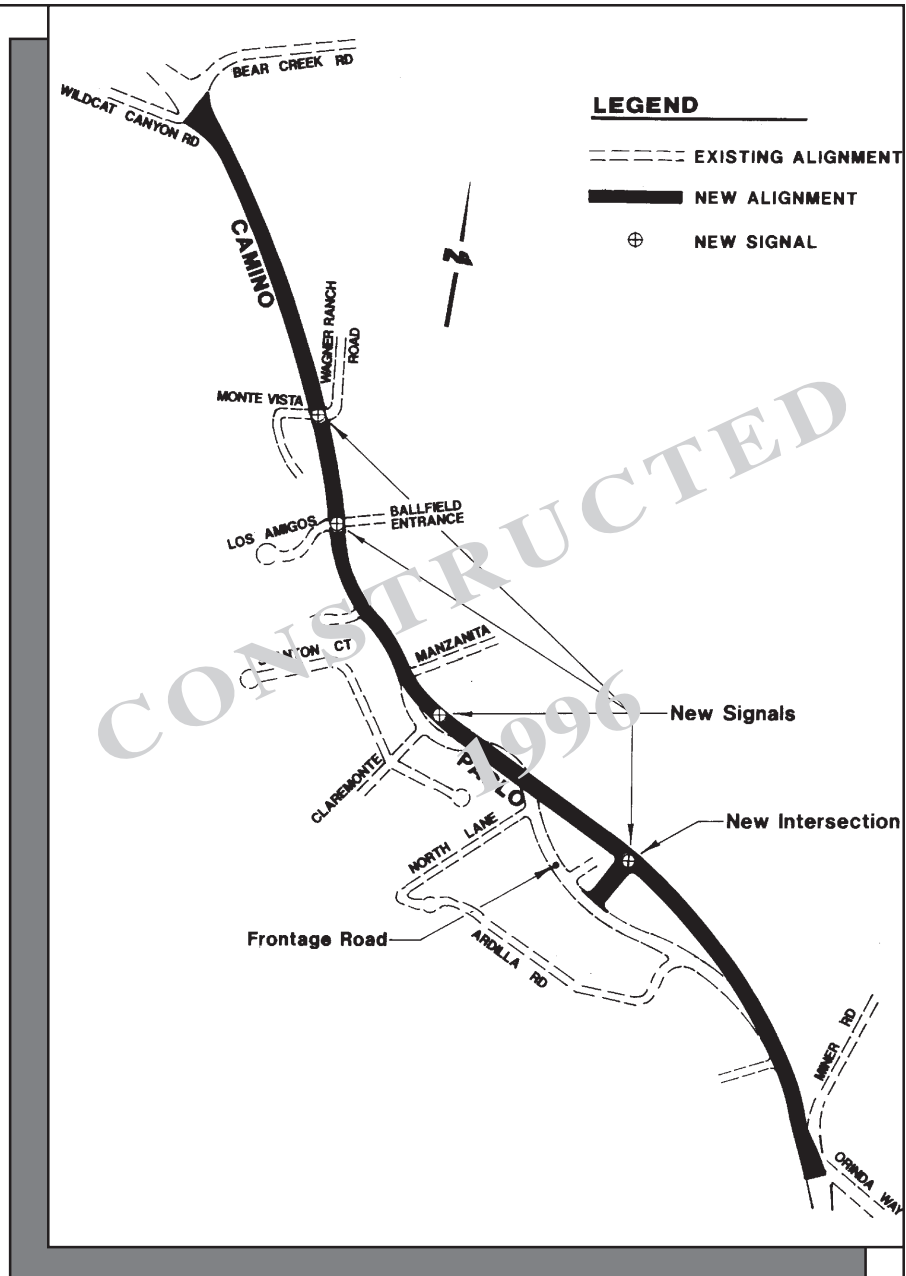 BEAR CREEK RD
WILDCAT CANYON RD
LEGEND
EXISTING ALIGNMENT
NEW ALIGNMENT
NEW SIGNAL
N
CAMINO
WAGNER RANCH
ROAD
MONTE VISTA
BALLFIELD
ENTRANCE
LOS AMIGOS
CONSTRUCTED
1996
CT
MANZANITA
New Signals
CLAREMONTE
PABLO
New Intersection
NORTH LANE
Frontage Road
ARDILLA RD
MINER RD
ORINDA WAY